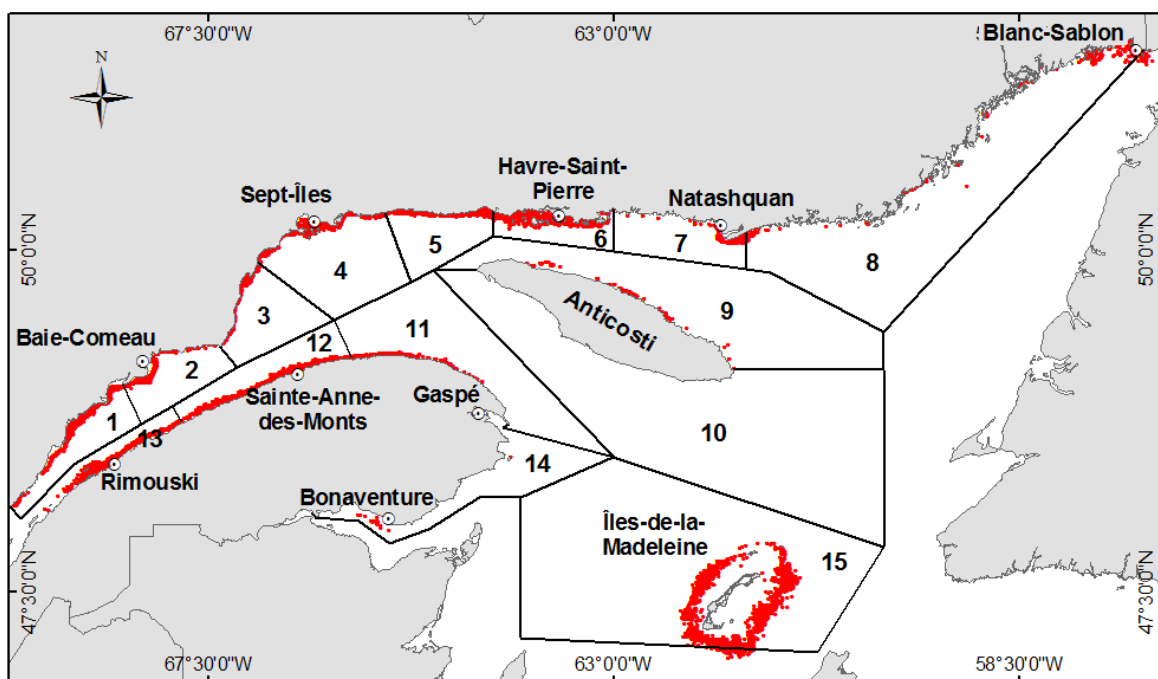 67°30'0"W
63°0'0"W
Blanc-Sablon
N
Havre-Saint-
Pierre
Sept-Îles
Natashquan
50°0'0"N
50°0'0"N
5
6
7
4
8
3
Anticosti
9
11
Baie-Comeau
12
2
Sainte-Anne-
des-Monts
Gaspé
1
13
10
Rimouski
14
Bonaventure
Îles-de-la-
Madeleine
15
47°30'0"N
47°30'0"N
67°30'0"W
63°0'0"W
58°30'0"W